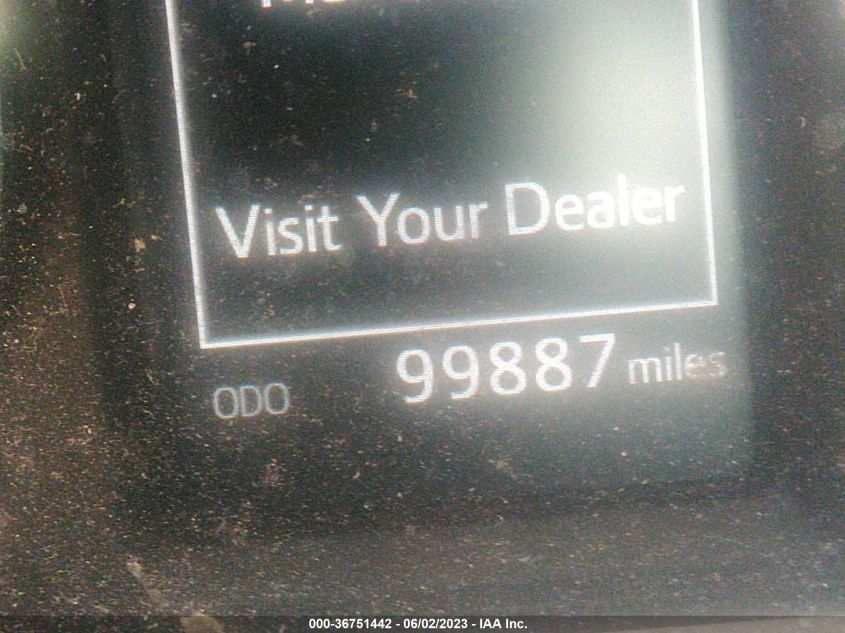 Visit Your Dealer
ODO 99887 miles
000-36751442 - 06/02/2023 - IAA Inc.